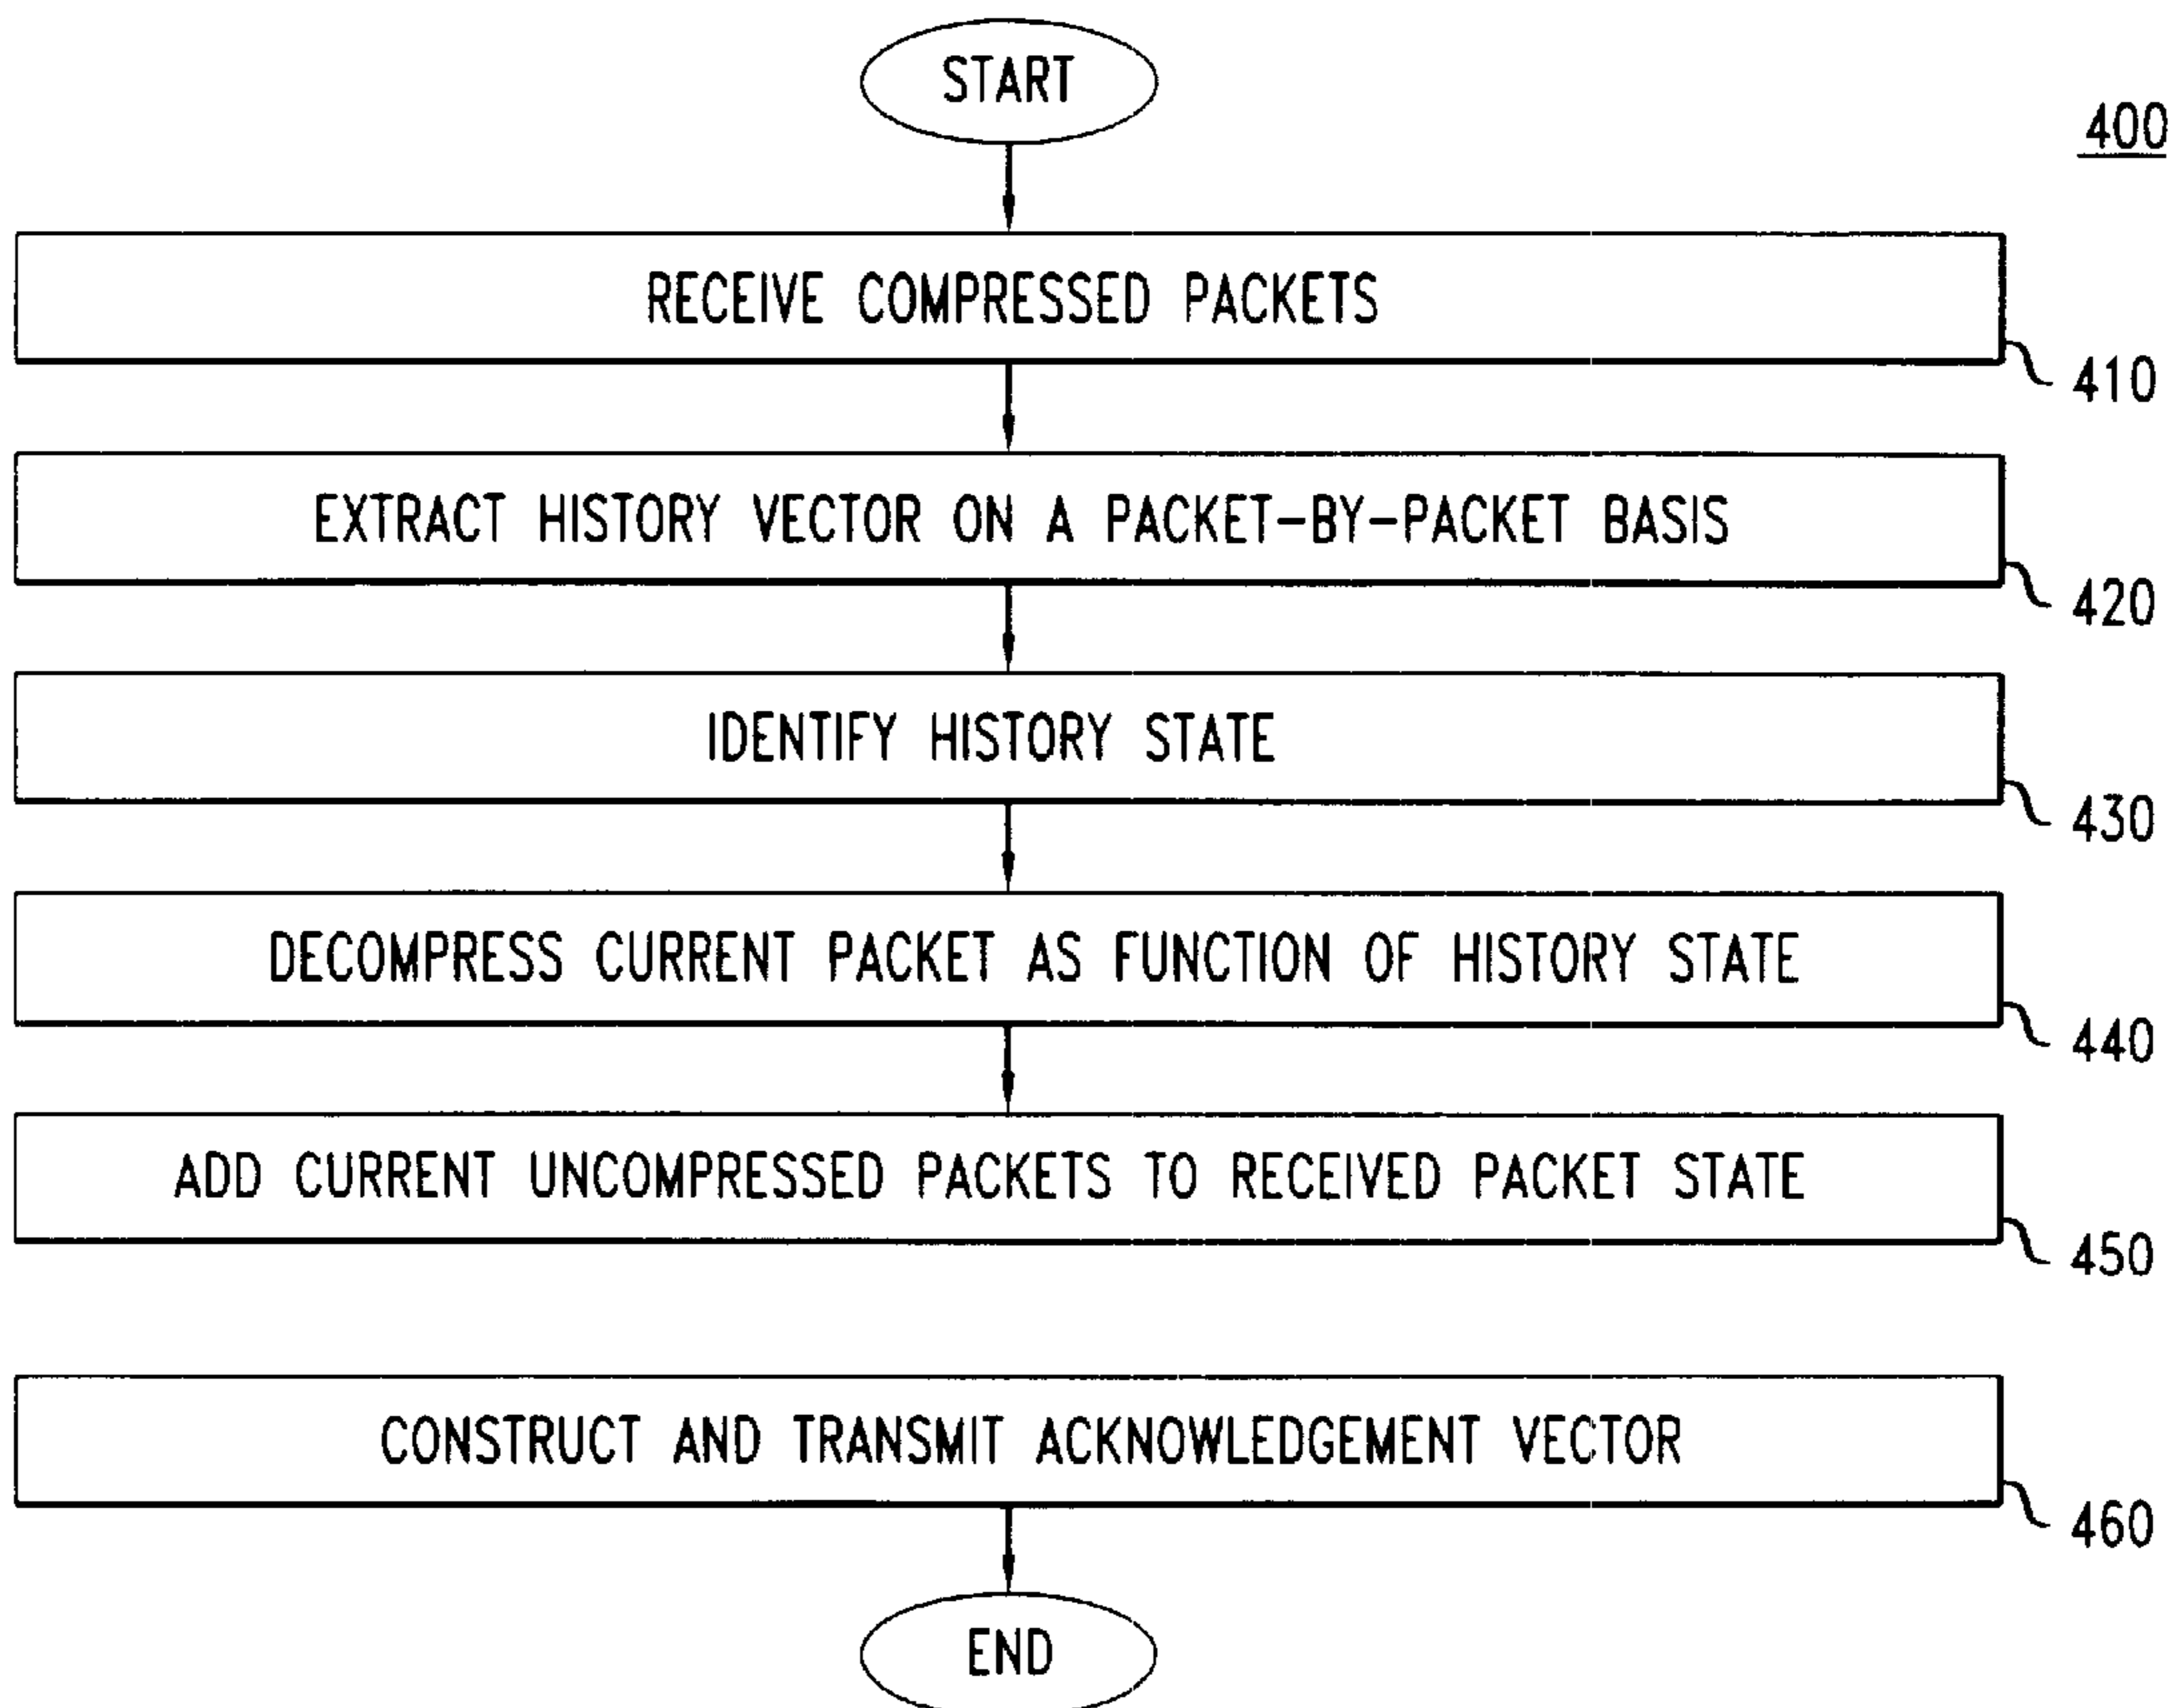 START
400
RECEIVE COMPRESSED PACKETS
410
EXTRACT HISTORY VECTOR ON A PACKET-BY-PACKET BASIS
420
IDENTIFY HISTORY STATE
430
DECOMPRESS CURRENT PACKET AS FUNCTION OF HISTORY STATE
440
ADD CURRENT UNCOMPRESSED PACKETS TO RECEIVED PACKET STATE
450
CONSTRUCT AND TRANSMIT ACKNOWLEDGEMENT VECTOR
460
END